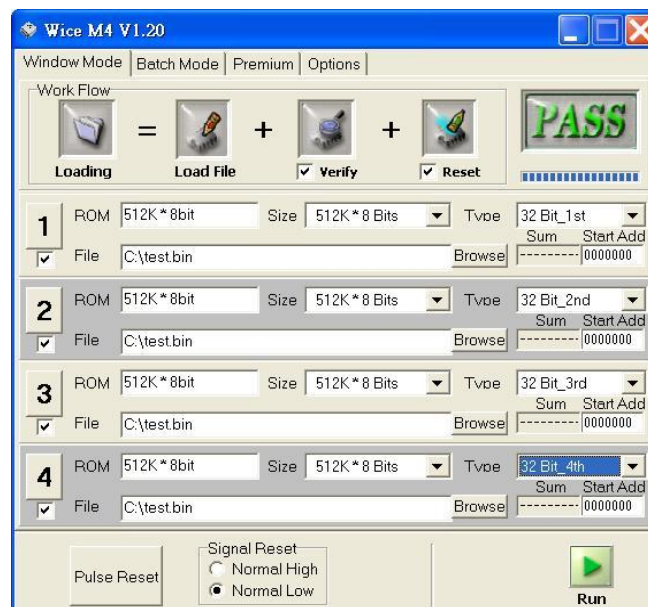 Wice M4 V1.20
Window Mode Batch Mode Premium Options
Work Flow
= + +
Loading Load File Verify Reset
PASS
1 ROM 512K * 8bit Size 512K * 8 Bits Type 32 Bit_1st
Sum Start Add
File C:\test.bin Browse --------- 0000000
2 ROM 512K * 8bit Size 512K * 8 Bits Type 32 Bit_2nd
Sum Start Add
File C:\test.bin Browse --------- 0000000
3 ROM 512K * 8bit Size 512K * 8 Bits Type 32 Bit_3rd
Sum Start Add
File C:\test.bin Browse --------- 0000000
4 ROM 512K * 8bit Size 512K * 8 Bits Type 32 Bit_4th
Sum Start Add
File C:\test.bin Browse --------- 0000000
Pulse Reset
Signal Reset
Normal High
Normal Low
Run